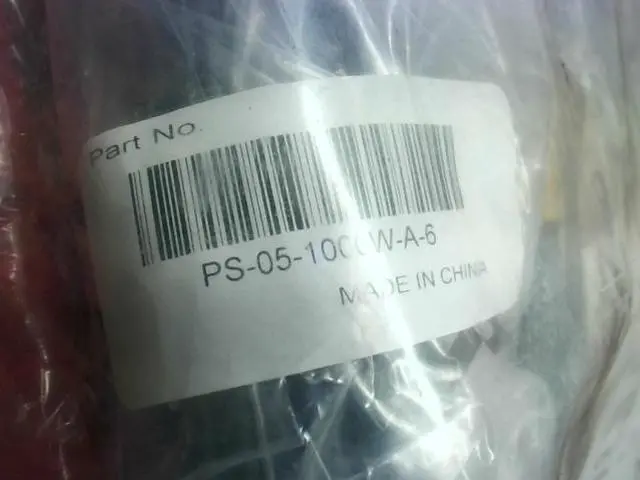 Part No.
PS-05-1000W-A-6
MADE IN CHINA